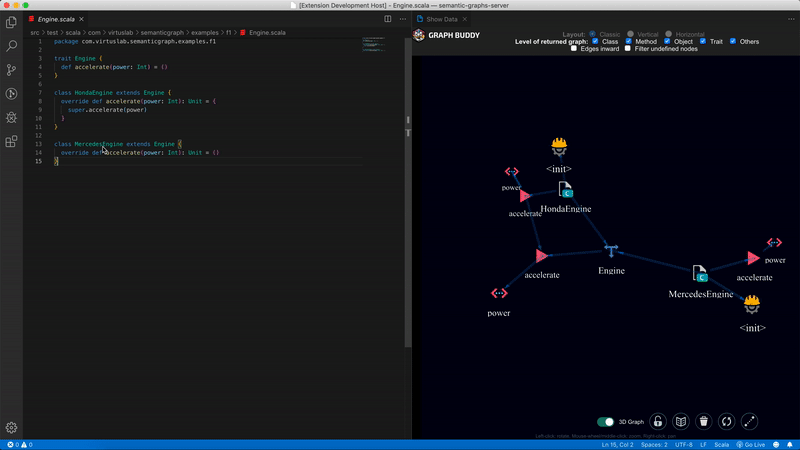 [Extension Development Host] — Engine.scala — semantic-graphs-server
Engine.scala ×
Show Data ×
src > test > scala > com > virtuslab > semanticgraph > examples > f1 > Engine.scala
1 package com.virtuslab.semanticgraph.examples.f1
2
3 trait Engine {
4 def accelerate(power: Int) = ()
5 }
6
7 class HondaEngine extends Engine {
8 override def accelerate(power: Int): Unit = {
9 super.accelerate(power)
10 }
11 }
12
13 class MercedesEngine extends Engine {
14 override def accelerate(power: Int): Unit = ()
15 }
GRAPH BUDDY
Layout: Classic Vertical Horizontal
Level of returned graph: Class Method Object Trait Others
Edges inward Filter undefined nodes
<init>
power
HondaEngine
accelerate
accelerate
Engine
power
power
accelerate
MercedesEngine
<init>
3D Graph
Left-click: rotate, Mouse-wheel/middle-click: zoom, Right-click: pan
0 0
Ln 15, Col 2 Spaces: 2 UTF-8 LF Scala Go Live